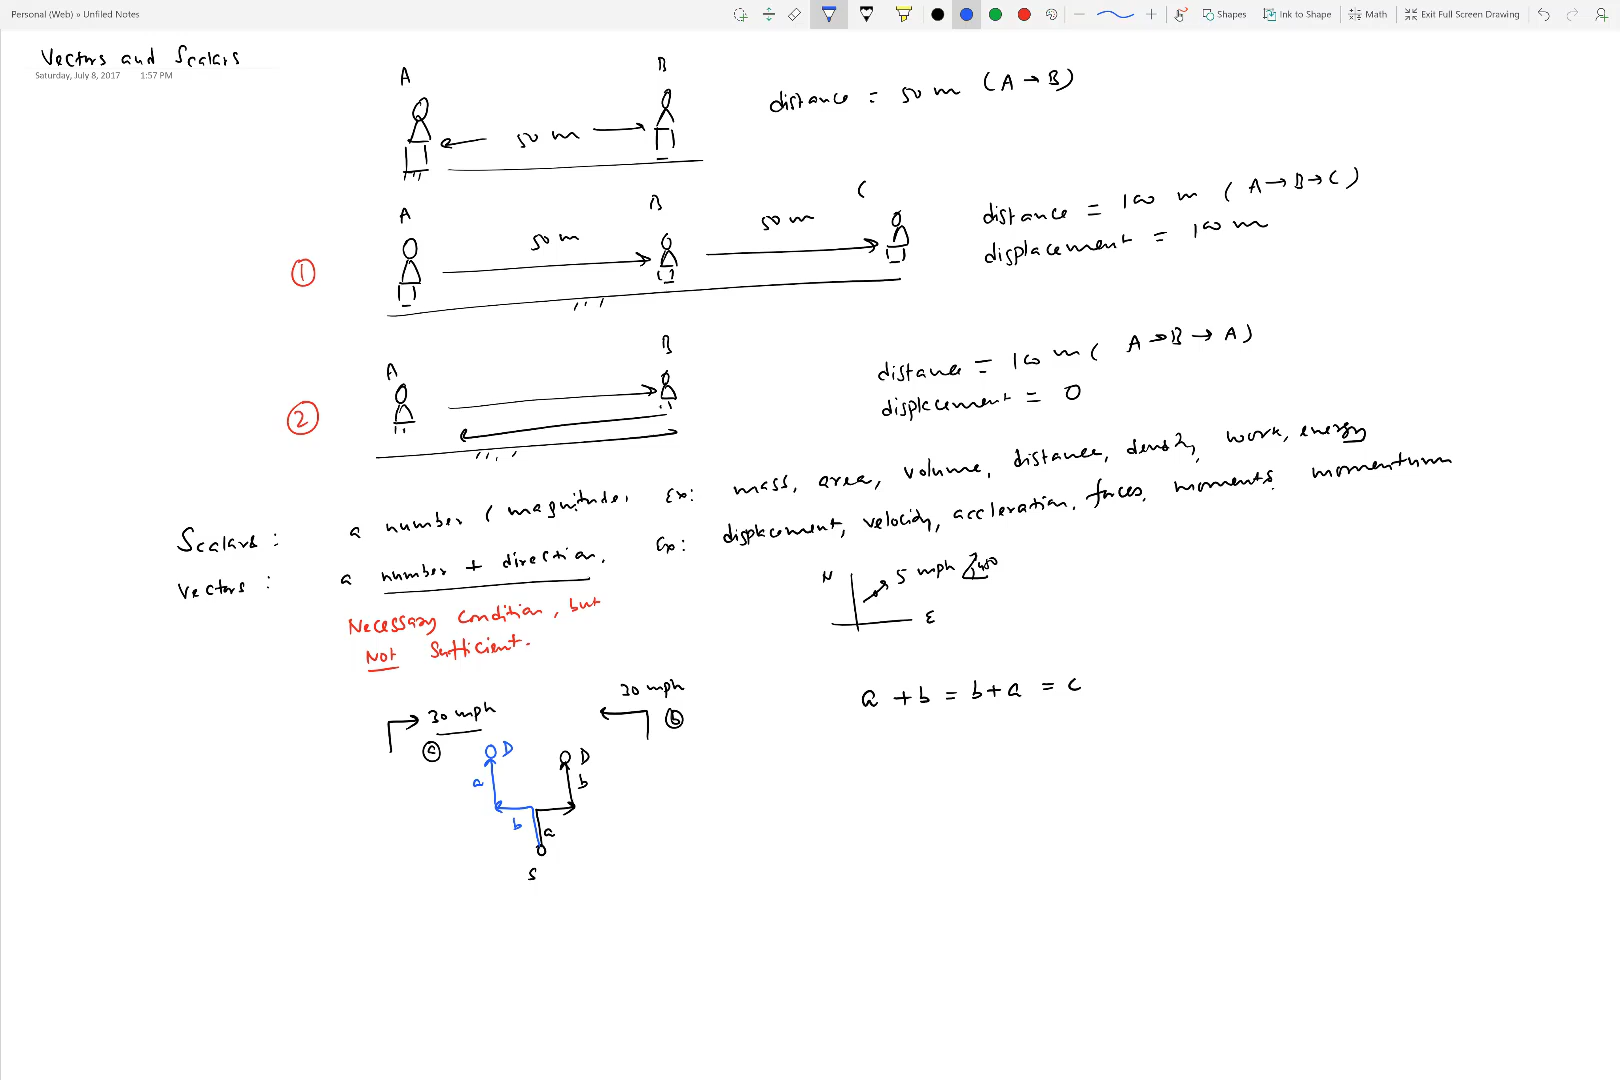 Personal (Web) » Unfiled Notes
Shapes Ink to Shape Math Exit Full Screen Drawing
Vectors and Scalars
Saturday, July 8, 2017 1:57 PM
A B
50 m
distance = 50 m (A → B)
A B C
50 m 50 m
distance = 100 m (A → B → C)
displacement = 100 m
1
A B
distance = 100 m (A → B → A)
displacement = 0
2
Scalars: a number (magnitude, Ex: mass, area, volume, distance, density, work, energy
Vectors: a number + direction, Ex: displacement, velocity, accleration, forces, moments, momentum
Necessary Condition, but
Not Sufficient.
N 5 mph
E
30 mph
30 mph
b
a + b = b + a = c
D D
a b
b a
S